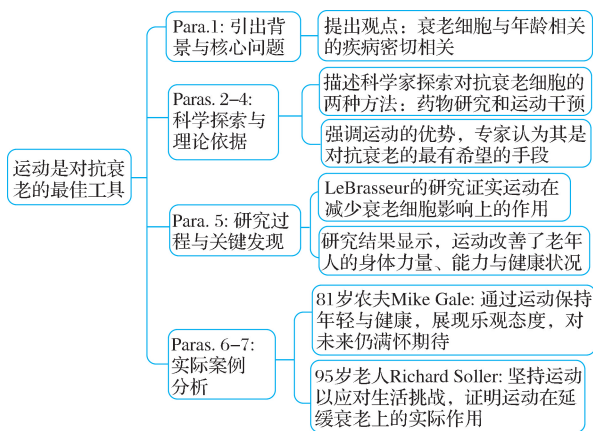 运动是对抗衰
老的最佳工具
Para.1: 引出背
景与核心问题
提出观点：衰老细胞与年龄相关
的疾病密切相关
Paras. 2–4:
科学探索与
理论依据
描述科学家探索对抗衰老细胞的
两种方法：药物研究和运动干预
强调运动的优势，专家认为其是
对抗衰老的最有希望的手段
Para. 5: 研究过
程与关键发现
LeBrasseur的研究证实运动在
减少衰老细胞影响上的作用
研究结果显示，运动改善了老年
人的身体力量、能力与健康状况
Paras. 6–7:
实际案例
分析
81岁农夫Mike Gale: 通过运动保持
年轻与健康，展现乐观态度，对
未来仍满怀期待
95岁老人Richard Soller: 坚持运动
以应对生活挑战，证明运动在延
缓衰老上的实际作用